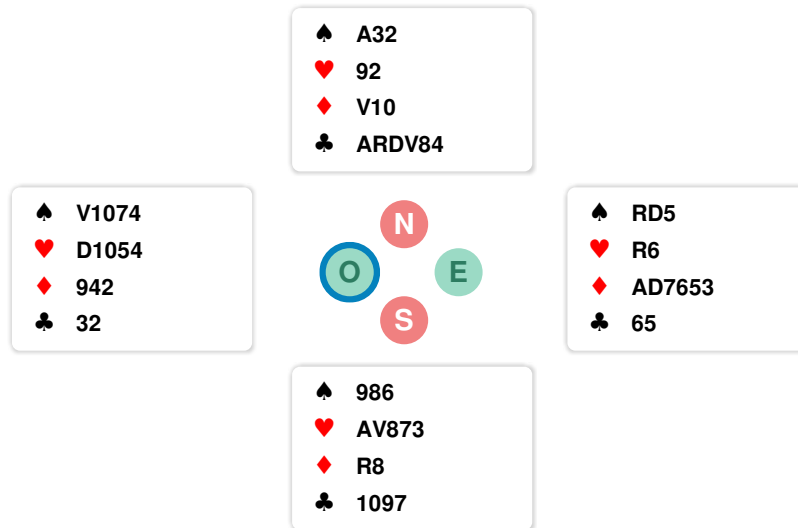 ♠ A32
♥ 92
♦ V10
♣ ARDV84
♠ V1074
♥ D1054
♦ 942
♣ 32
N
O E
S
♠ RD5
♥ R6
♦ AD7653
♣ 65
♠ 986
♥ AV873
♦ R8
♣ 1097